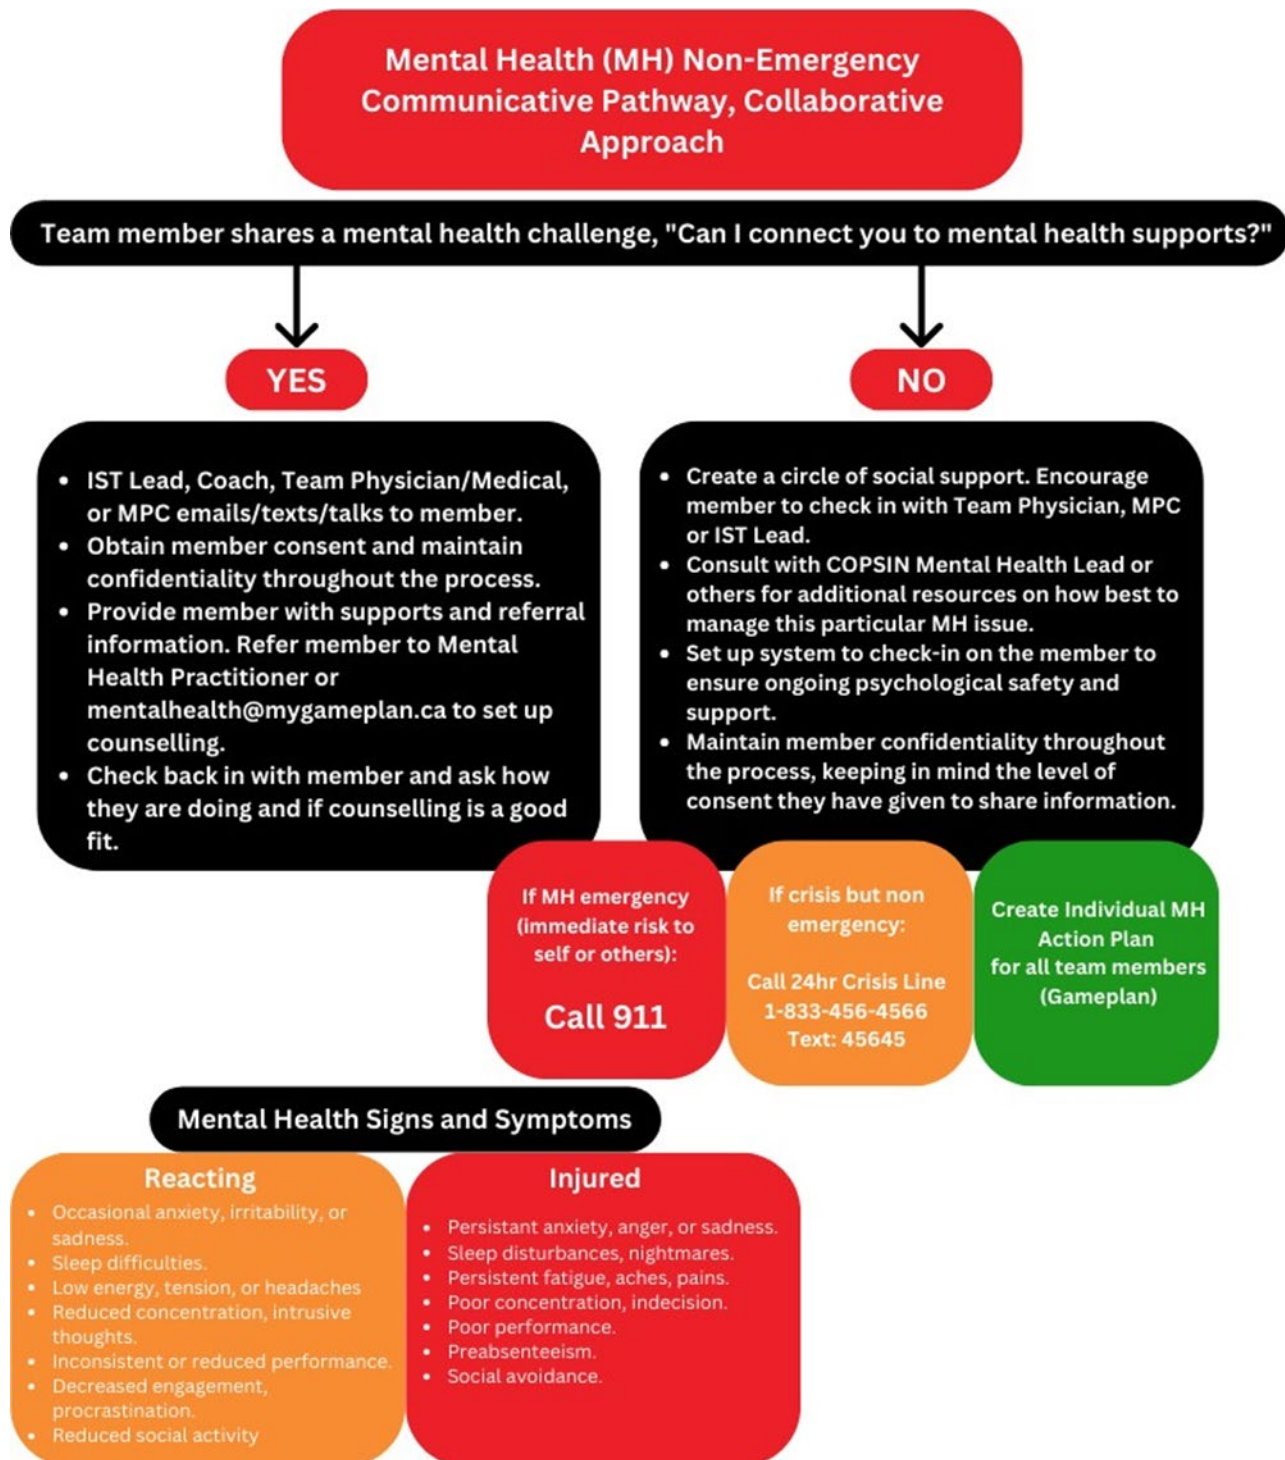 Mental Health (MH) Non-Emergency
Communicative Pathway, Collaborative
Approach
Team member shares a mental health challenge, "Can I connect you to mental health supports?"
YES
• IST Lead, Coach, Team Physician/Medical,
or MPC emails/texts/talks to member.
• Obtain member consent and maintain
confidentiality throughout the process.
• Provide member with supports and referral
information. Refer member to Mental
Health Practitioner or
mentalhealth@mygameplan.ca to set up
counselling.
• Check back in with member and ask how
they are doing and if counselling is a good
fit.
NO
• Create a circle of social support. Encourage
member to check in with Team Physician, MPC
or IST Lead.
• Consult with COPSIN Mental Health Lead or
others for additional resources on how best to
manage this particular MH issue.
• Set up system to check-in on the member to
ensure ongoing psychological safety and
support.
• Maintain member confidentiality throughout
the process, keeping in mind the level of
consent they have given to share information.
If MH emergency
(immediate risk to
self or others):
Call 911
If crisis but non
emergency:
Call 24hr Crisis Line
1-833-456-4566
Text: 45645
Create Individual MH
Action Plan
for all team members
(Gameplan)
Mental Health Signs and Symptoms
Reacting
• Occasional anxiety, irritability, or
sadness.
• Sleep difficulties.
• Low energy, tension, or headaches
• Reduced concentration, intrusive
thoughts.
• Inconsistent or reduced performance.
• Decreased engagement,
procrastination.
• Reduced social activity
Injured
• Persistant anxiety, anger, or sadness.
• Sleep disturbances, nightmares.
• Persistent fatigue, aches, pains.
• Poor concentration, indecision.
• Poor performance.
• Preabsenteeism.
• Social avoidance.